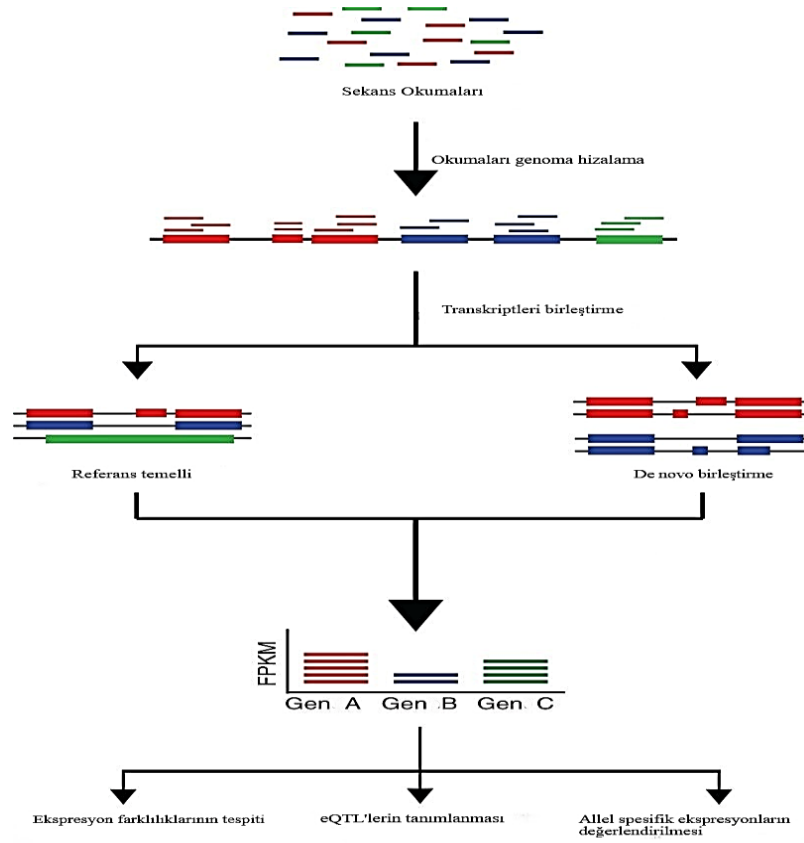 Sekans Okumaları
Okumaları genoma hizalama
Transkriptleri birleştirme
Referans temelli
De novo birleştirme
FPKM
Gen A Gen B Gen C
Ekspresyon farklılıklarının tespiti
eQTL'lerin tanımlanması
Allel spesifik ekspresyonların
değerlendirilmesi